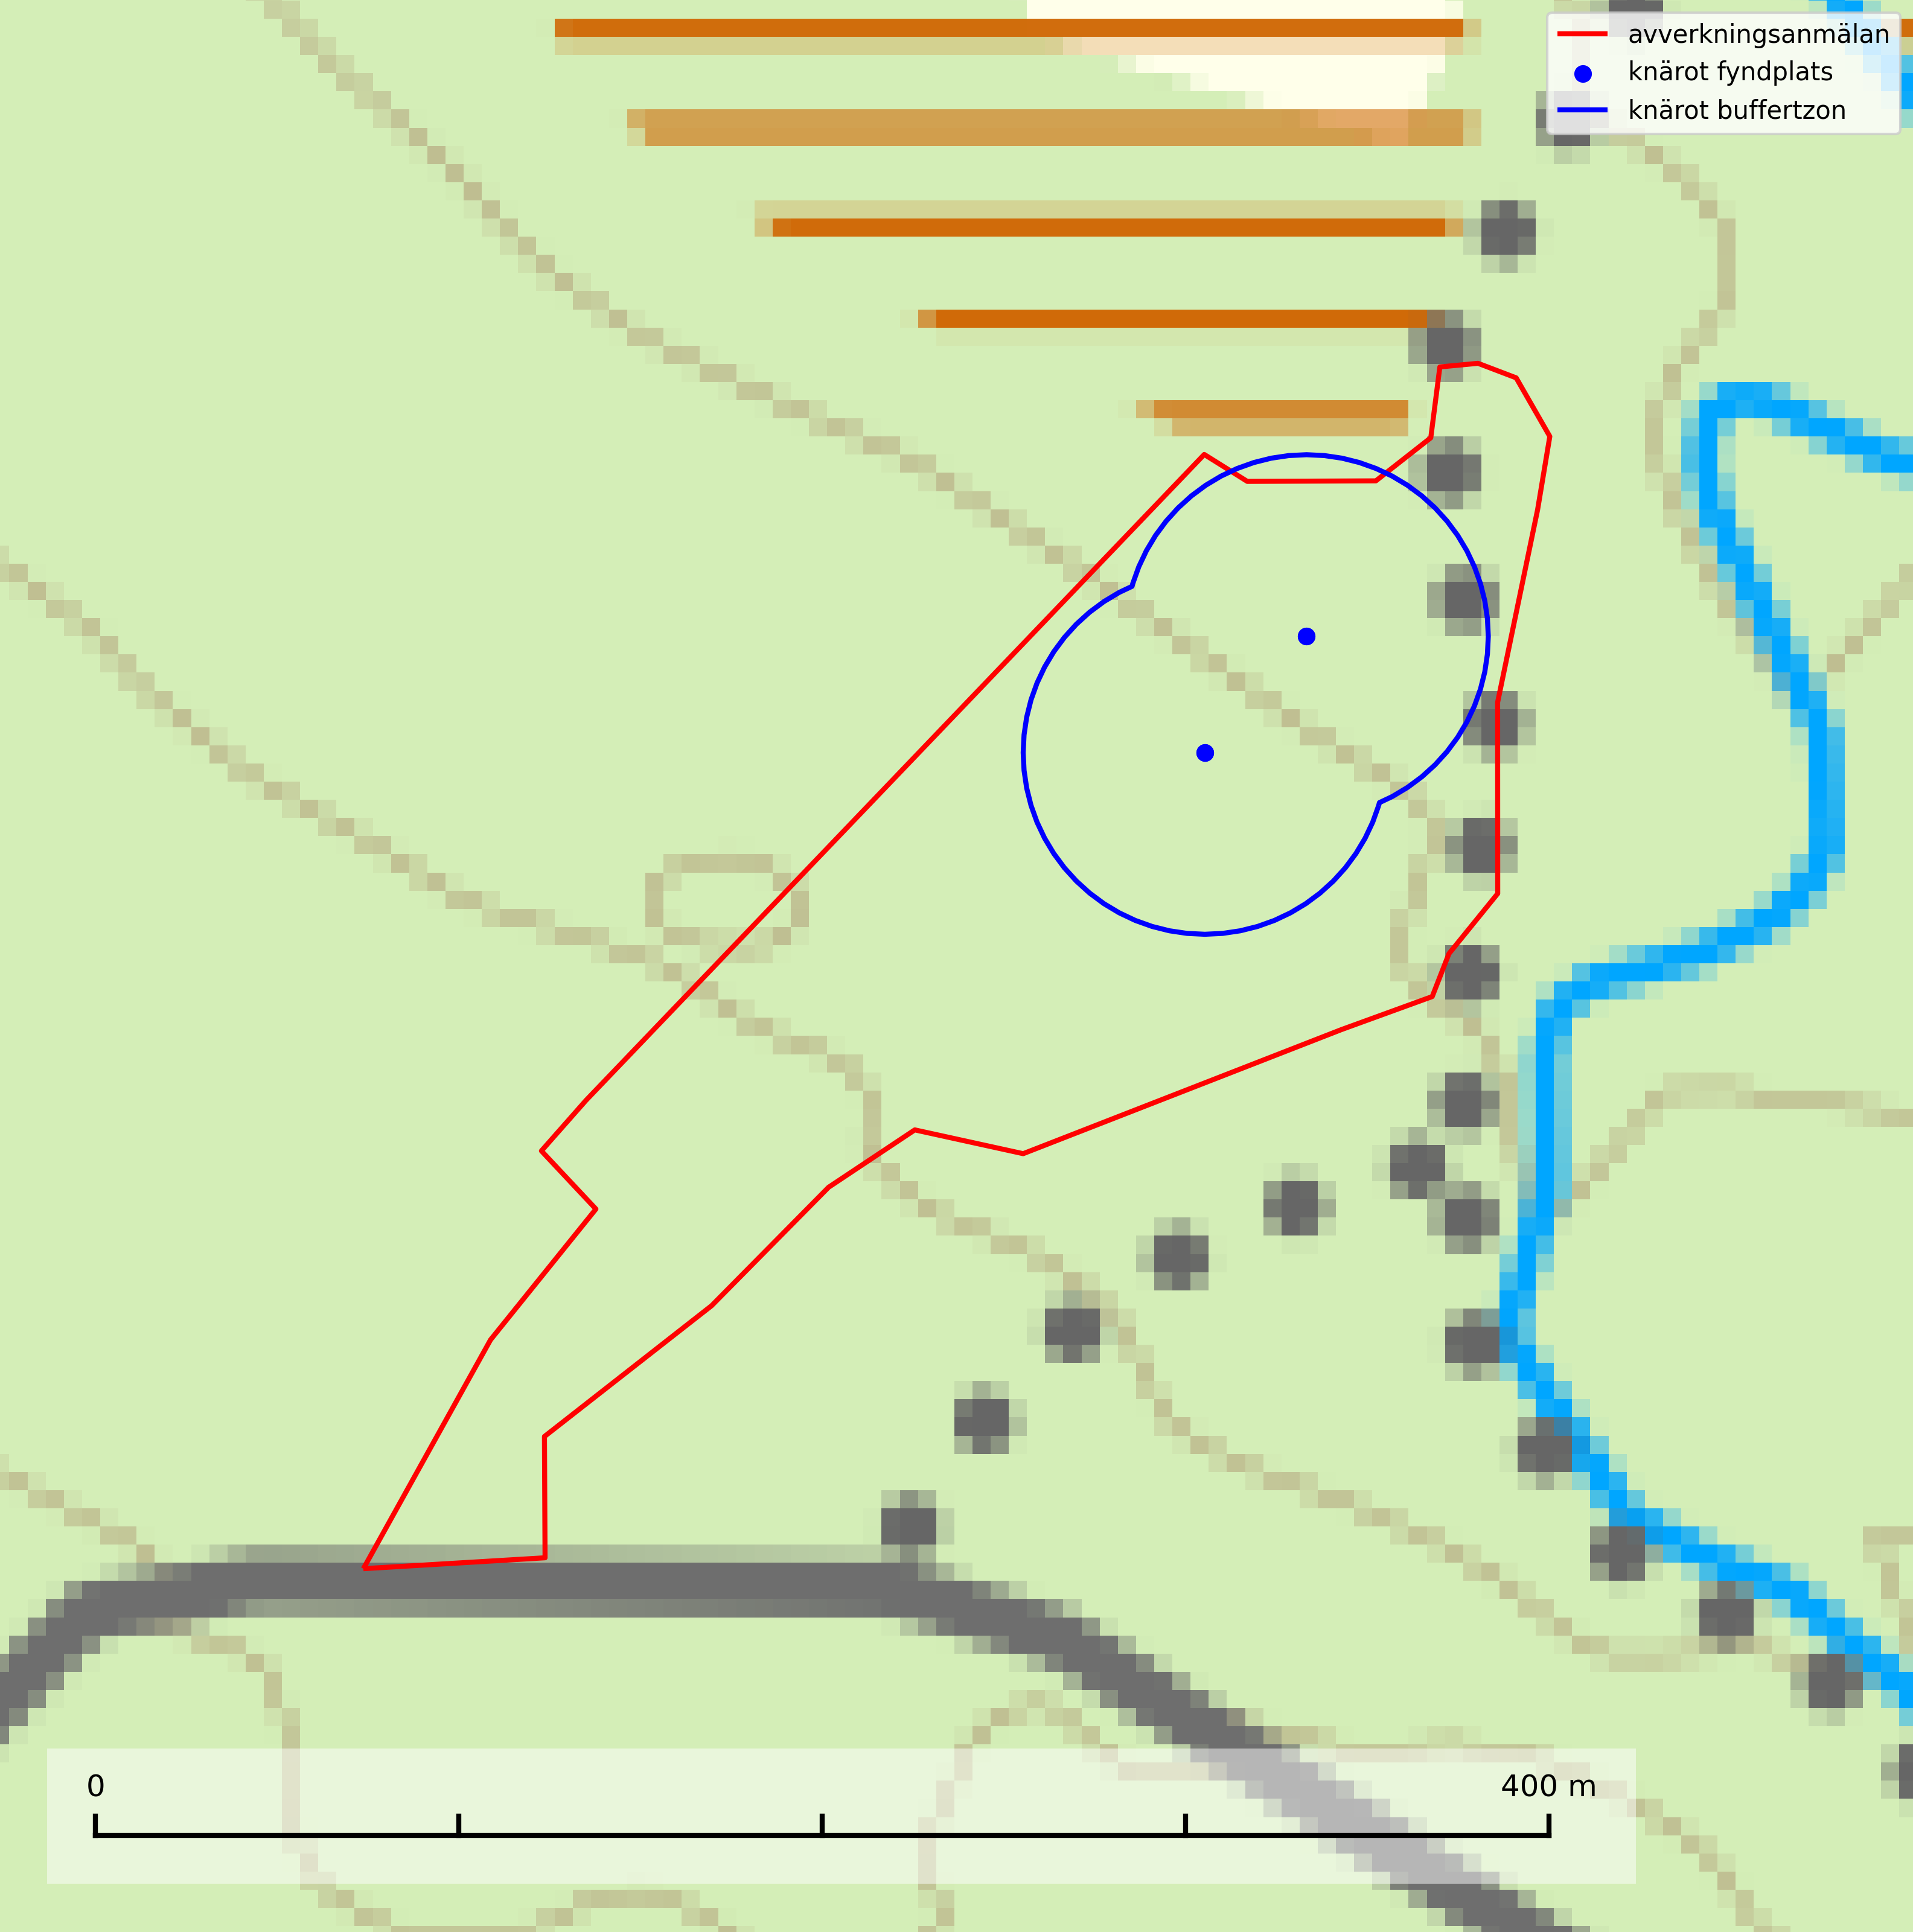 avverkningsanmälan
knärot fyndplats
knärot buffertzon
0
400 m